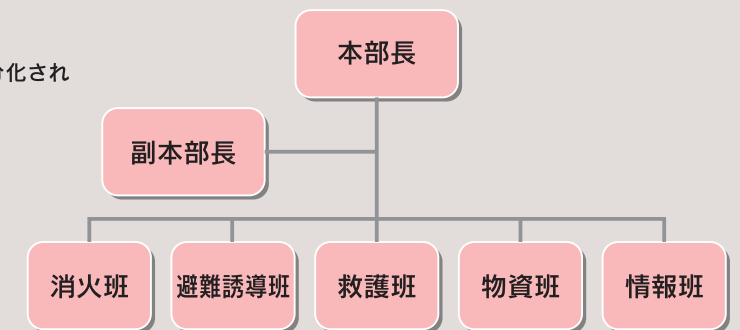 本部長
化され
副本部長
消火班
避難誘導班
救護班
物資班
情報班